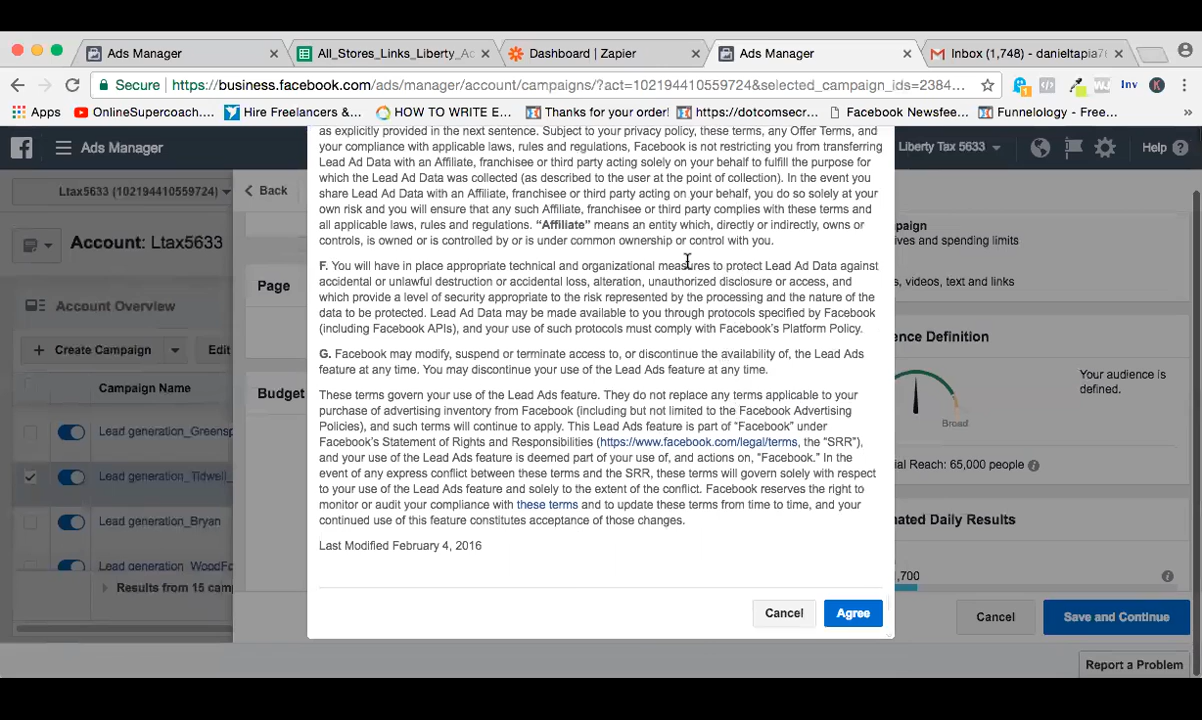 Ads Manager
All_Stores_Links_Liberty_Ac
Dashboard | Zapier
Ads Manager
Inbox (1,748) - danieltapia7
Secure https://business.facebook.com/ads/manager/account/campaigns/?act=102194410559724&selected_campaign_ids=2384...
Apps OnlineSupercoach.... Hire Freelancers &... HOW TO WRITE E... Thanks for your order! https://dotcomsecr... Facebook Newsfee... Inv Funnelology - Free...
Ads Manager Liberty Tax 5633 Help
Ltax5633 (102194410559724)
Account: Ltax5633
Account Overview
Create Campaign Edit
Campaign Name
Lead generation_Greensp
Lead generation_Tidwell_
Lead generation_Bryan
Lead generation_WoodFo
Results from 15 camp
Back
Page
Budget
as explicitly provided in the next sentence. Subject to your privacy policy, these terms, any Offer Terms, and
your compliance with applicable laws, rules and regulations, Facebook is not restricting you from transferring
Lead Ad Data with an Affiliate, franchisee or third party acting solely on your behalf to fulfill the purpose for
which the Lead Ad Data was collected (as described to the user at the point of collection). In the event you
share Lead Ad Data with an Affiliate, franchisee or third party acting on your behalf, you do so solely at your
own risk and you will ensure that any such Affiliate, franchisee or third party complies with these terms and
all applicable laws, rules and regulations. “Affiliate” means an entity which, directly or indirectly, owns or
controls, is owned or is controlled by or is under common ownership or control with you.
F. You will have in place appropriate technical and organizational measures to protect Lead Ad Data against
accidental or unlawful destruction or accidental loss, alteration, unauthorized disclosure or access, and
which provide a level of security appropriate to the risk represented by the processing and the nature of the
data to be protected. Lead Ad Data may be made available to you through protocols specified by Facebook
(including Facebook APIs), and your use of such protocols must comply with Facebook’s Platform Policy.
G. Facebook may modify, suspend or terminate access to, or discontinue the availability of, the Lead Ads
feature at any time. You may discontinue your use of the Lead Ads feature at any time.
These terms govern your use of the Lead Ads feature. They do not replace any terms applicable to your
purchase of advertising inventory from Facebook (including but not limited to the Facebook Advertising
Policies), and such terms will continue to apply. This Lead Ads feature is part of “Facebook” under
Facebook’s Statement of Rights and Responsibilities (https://www.facebook.com/legal/terms, the “SRR”),
and your use of the Lead Ads feature is deemed part of your use of, and actions on, “Facebook.” In the
event of any express conflict between these terms and the SRR, these terms will govern solely with respect
to your use of the Lead Ads feature and solely to the extent of the conflict. Facebook reserves the right to
monitor or audit your compliance with these terms and to update these terms from time to time, and your
continued use of this feature constitutes acceptance of those changes.
Last Modified February 4, 2016
Cancel Agree
paign
ives and spending limits
, videos, text and links
ence Definition
Your audience is
defined.
Broad
tial Reach: 65,000 people
nated Daily Results
,700
Cancel Save and Continue
Report a Problem